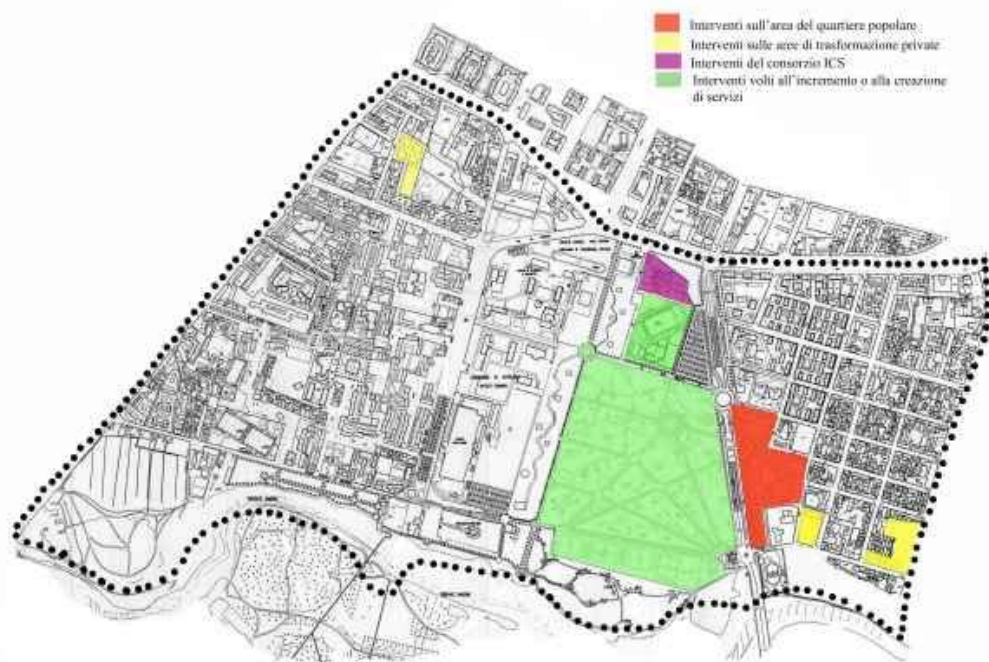 Interventi sull'area del quartiere popolare
Interventi sulle aree di trasformazione private
Interventi del consorzio ICS
Interventi volti all'incremento o alla creazione
di servizi